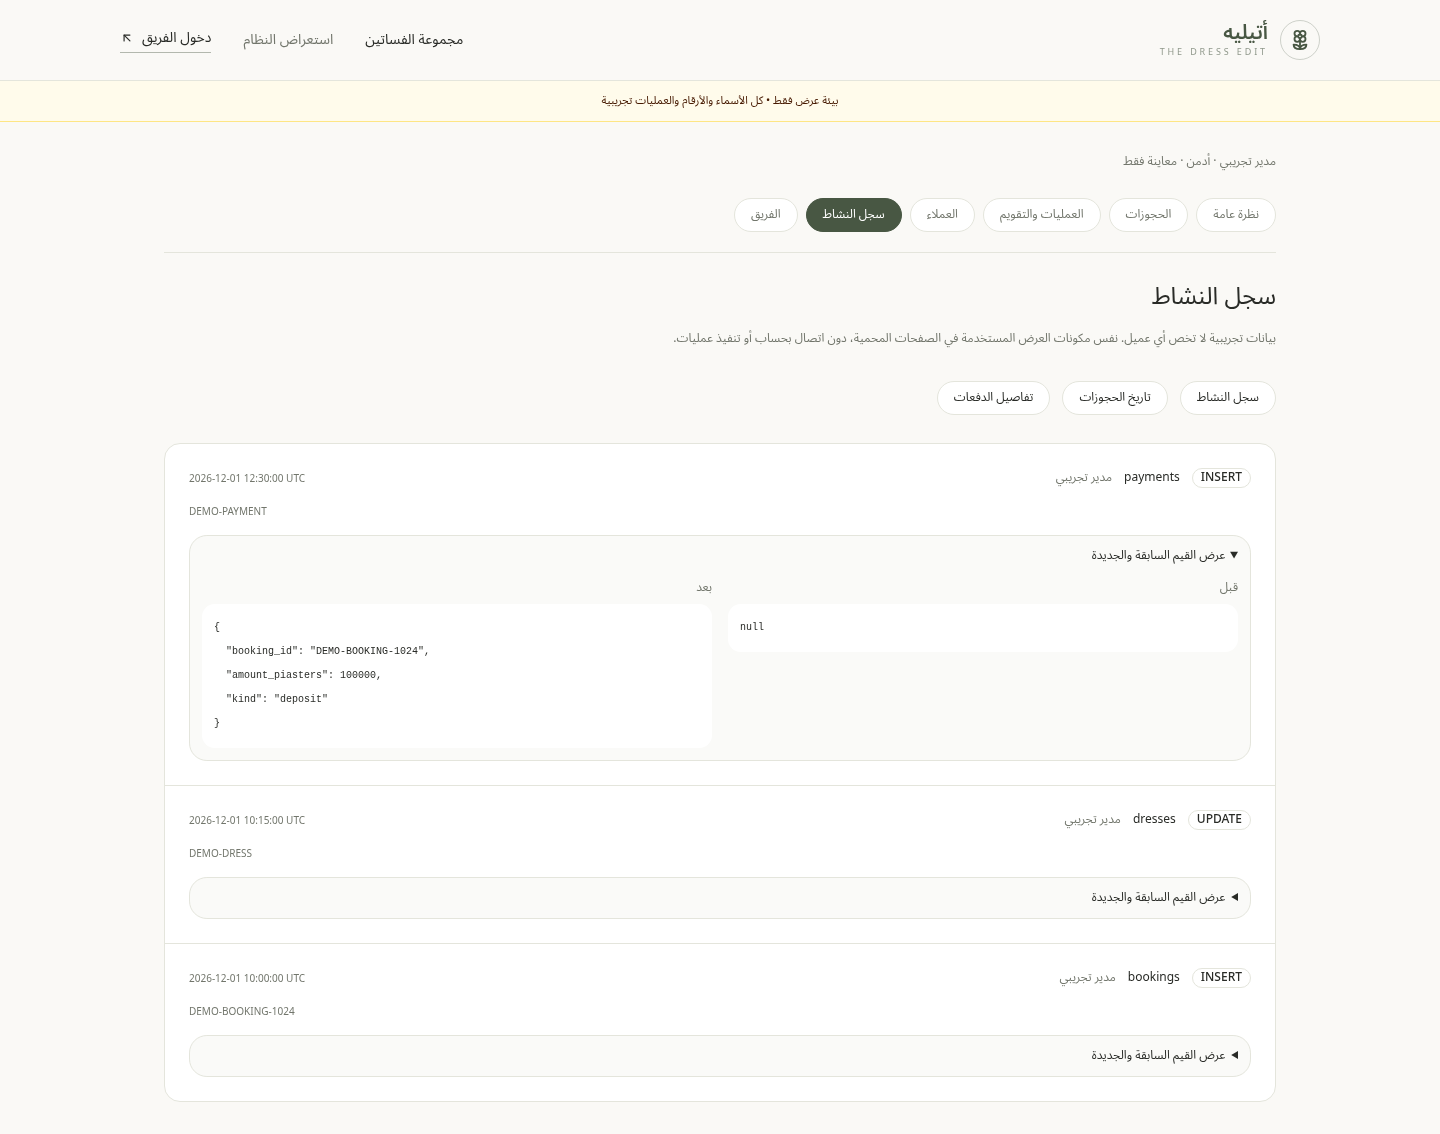 أتيليه
THE DRESS EDIT
مجموعة الفساتين
استعراض النظام
دخول الفريق
بيئة عرض فقط • كل الأسماء والأرقام والعمليات تجريبية
مدير تجريبي · أدمن · معاينة فقط
نظرة عامة
الحجوزات
العمليات والتقويم
العملاء
سجل النشاط
الفريق
سجل النشاط
بيانات تجريبية لا تخص أي عميل. نفس مكونات العرض المستخدمة في الصفحات المحمية، دون اتصال بحساب أو تنفيذ عمليات.
سجل النشاط
تاريخ الحجوزات
تفاصيل الدفعات
INSERT payments مدير تجريبي
2026-12-01 12:30:00 UTC
DEMO-PAYMENT
عرض القيم السابقة والجديدة
قبل
null
بعد
{
"booking_id": "DEMO-BOOKING-1024",
"amount_piasters": 100000,
"kind": "deposit"
}
UPDATE dresses مدير تجريبي
2026-12-01 10:15:00 UTC
DEMO-DRESS
عرض القيم السابقة والجديدة
INSERT bookings مدير تجريبي
2026-12-01 10:00:00 UTC
DEMO-BOOKING-1024
عرض القيم السابقة والجديدة